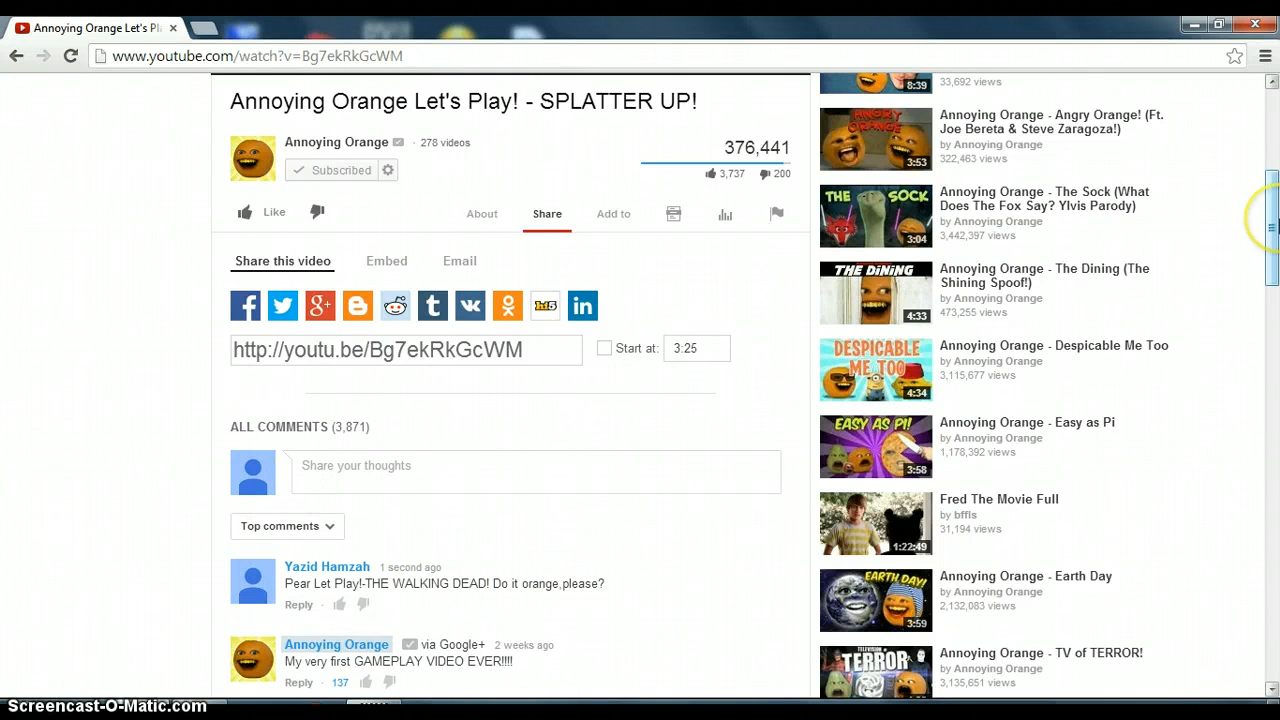 Annoying Orange Let's Pl
www.youtube.com/watch?v=Bg7ekRkGcWM
Annoying Orange Let's Play! - SPLATTER UP!
Annoying Orange · 278 videos
Subscribed
376,441
3,737 200
Like
About Share Add to
Share this video Embed Email
http://youtu.be/Bg7ekRkGcWM Start at: 3:25
ALL COMMENTS (3,871)
Share your thoughts
Top comments
Yazid Hamzah 1 second ago
Pear Let Play!-THE WALKING DEAD! Do it orange,please?
Reply ·
Annoying Orange via Google+ 2 weeks ago
My very first GAMEPLAY VIDEO EVER!!!!
Reply · 137
8:39
33,692 views
ANGRY ORANGE
3:53
Annoying Orange - Angry Orange! (Ft.
Joe Bereta & Steve Zaragoza!)
by Annoying Orange
322,463 views
THE SOCK
3:04
Annoying Orange - The Sock (What
Does The Fox Say? Ylvis Parody)
by Annoying Orange
3,442,397 views
THE DINING
4:33
Annoying Orange - The Dining (The
Shining Spoof!)
by Annoying Orange
473,255 views
DESPICABLE
ME TOO
4:34
Annoying Orange - Despicable Me Too
by Annoying Orange
3,115,677 views
EASY AS PI!
3:58
Annoying Orange - Easy as Pi
by Annoying Orange
1,178,392 views
1:22:49
Fred The Movie Full
by bffls
31,194 views
EARTH DAY!
3:59
Annoying Orange - Earth Day
by Annoying Orange
2,132,083 views
TERROR
Annoying Orange - TV of TERROR!
by Annoying Orange
3,135,651 views
Screencast-O-Matic.com